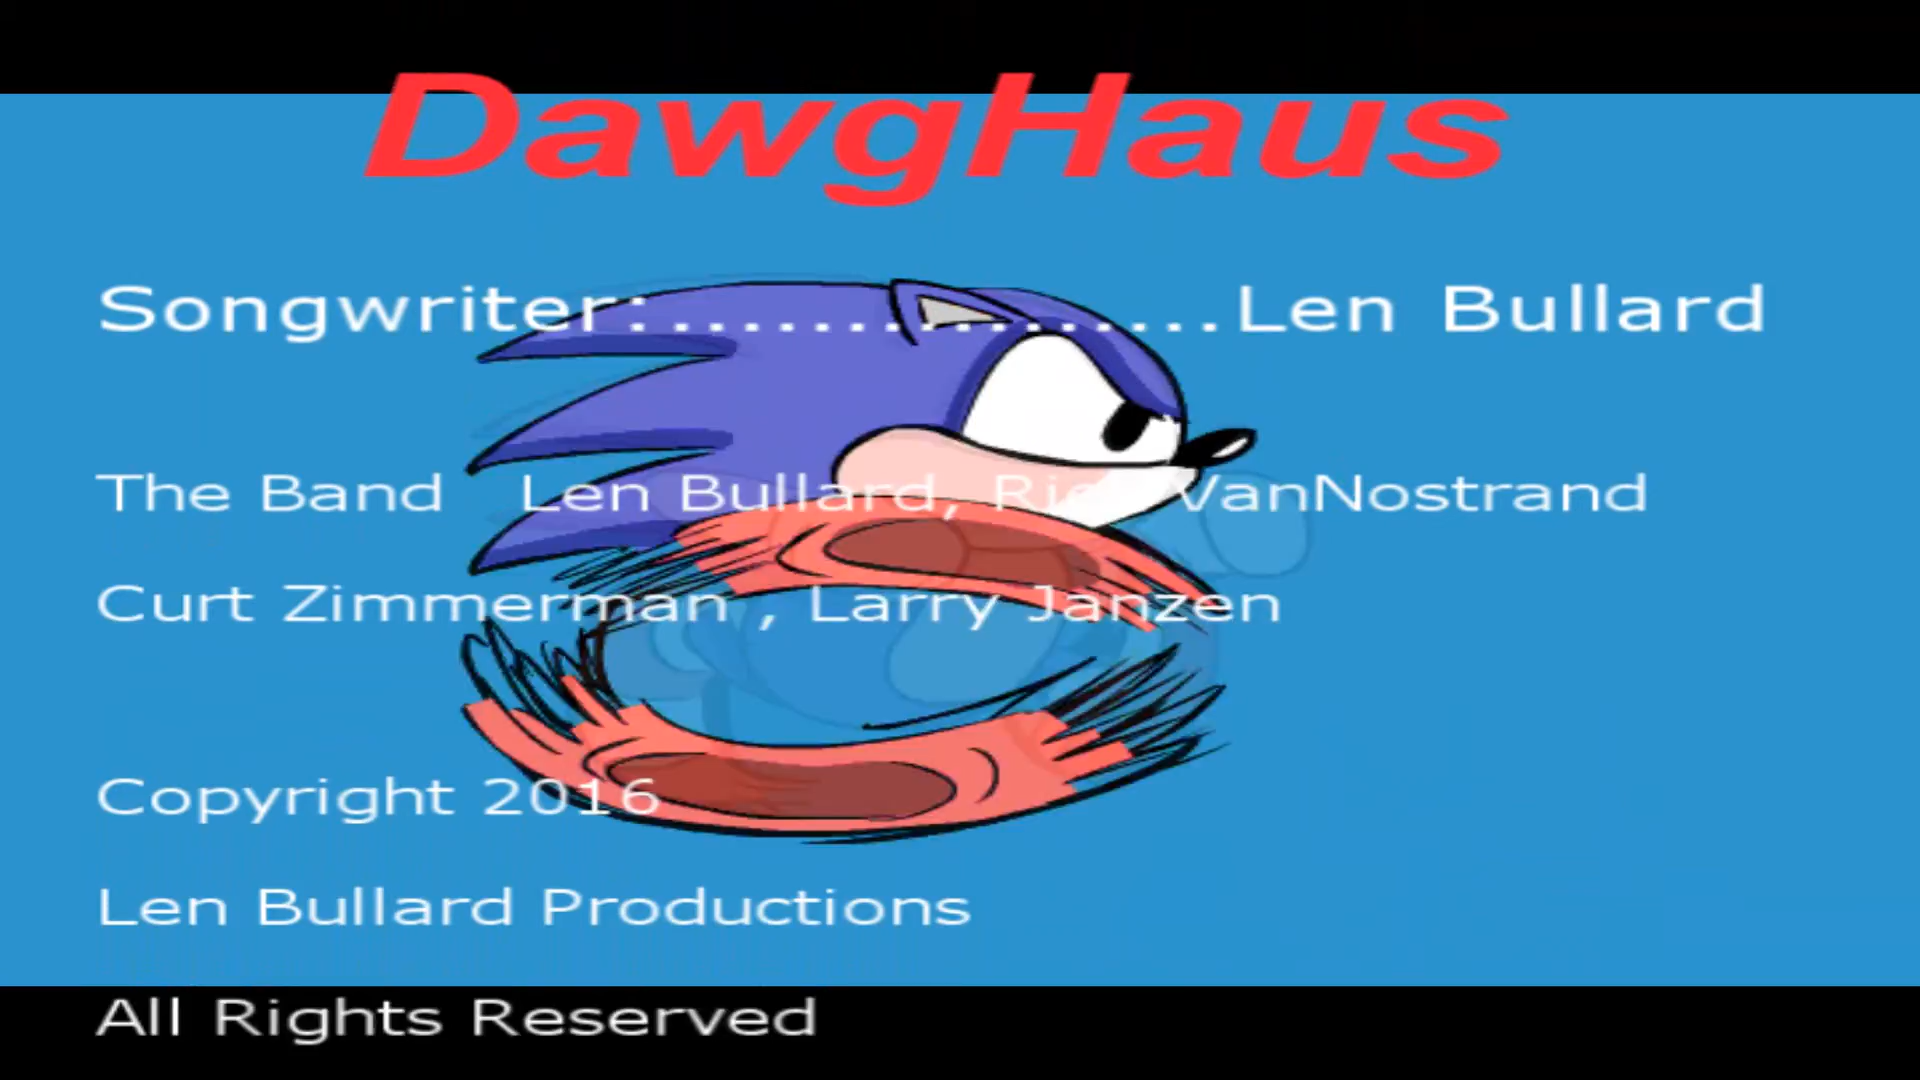 DawgHaus
Songwriter:................Len Bullard
The Band Len Bullard, VanNostrand
Curt Zimmerman , Larry Janzen
Copyright 2016
Len Bullard Productions
All Rights Reserved